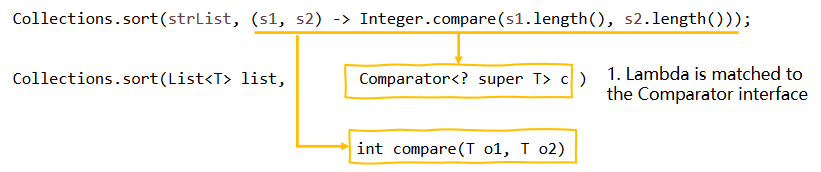 Collections.sort(strList, (s1, s2) -> Integer.compare(s1.length(), s2.length()));
Collections.sort(List<T> list, Comparator<? super T> c )
1. Lambda is matched to
the Comparator interface
int compare(T o1, T o2)